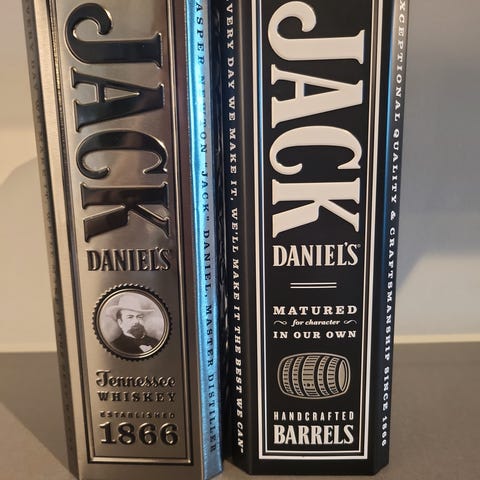 JACK
DANIEL'S
Tennessee
WHISKEY
ESTABLISHED
1866
JASPER NEWTON "JACK" DANIEL, MASTER DISTILLER
EVERY DAY WE MAKE IT, WE'LL MAKE IT THE BEST WE CAN"
JACK
DANIEL'S®
MATURED
for character
IN OUR OWN
HANDCRAFTED
BARRELS
EXCEPTIONAL QUALITY & CRAFTSMANSHIP SINCE 1866